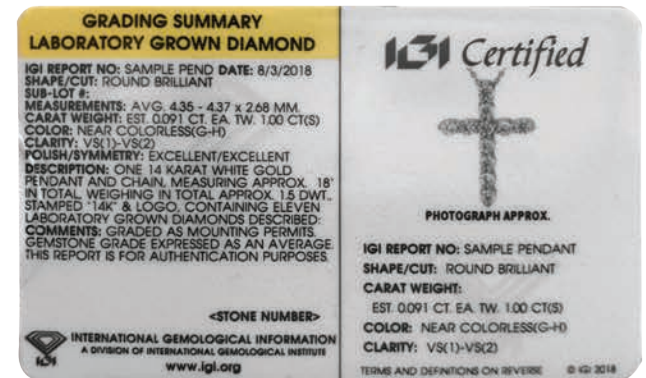 GRADING SUMMARY
LABORATORY GROWN DIAMOND
IGI REPORT NO: SAMPLE PEND DATE: 8/3/2018
SHAPE/CUT: ROUND BRILLIANT
SUB-LOT #:
MEASUREMENTS: AVG. 4.35 - 4.37 x 2.68 MM.
CARAT WEIGHT: EST. 0.091 CT. EA. TW. 1.00 CT(S)
COLOR: NEAR COLORLESS(G-H)
CLARITY: VS(1)-VS(2)
POLISH/SYMMETRY: EXCELLENT/EXCELLENT
DESCRIPTION: ONE 14 KARAT WHITE GOLD
PENDANT AND CHAIN, MEASURING APPROX. 18"
IN TOTAL, WEIGHING IN TOTAL APPROX. 1.5 DWT.,
STAMPED "14K" & LOGO, CONTAINING ELEVEN
LABORATORY GROWN DIAMONDS DESCRIBED:
COMMENTS: GRADED AS MOUNTING PERMITS.
GEMSTONE GRADE EXPRESSED AS AN AVERAGE.
THIS REPORT IS FOR AUTHENTICATION PURPOSES.
<STONE NUMBER>
IGI
INTERNATIONAL GEMOLOGICAL INFORMATION
A DIVISION OF INTERNATIONAL GEMOLOGICAL INSTITUTE
www.igi.org
IGI Certified
PHOTOGRAPH APPROX.
IGI REPORT NO: SAMPLE PENDANT
SHAPE/CUT: ROUND BRILLIANT
CARAT WEIGHT:
EST. 0.091 CT. EA. TW. 1.00 CT(S)
COLOR: NEAR COLORLESS(G-H)
CLARITY: VS(1)-VS(2)
TERMS AND DEFINITIONS ON REVERSE © IGI 2018